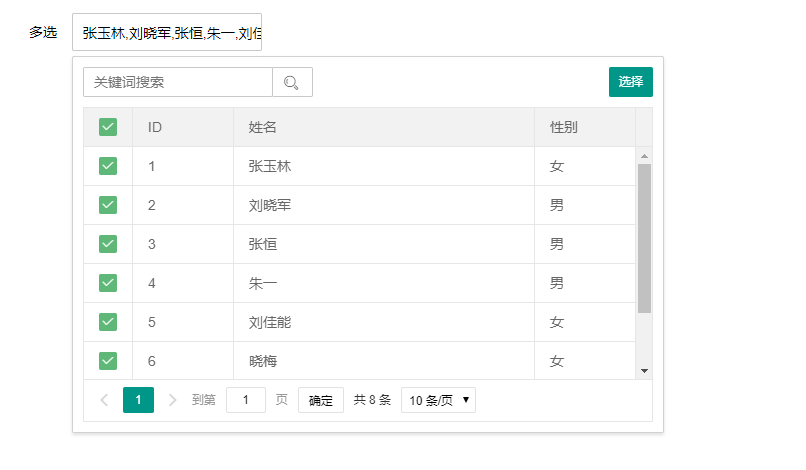 多选 张玉林,刘晓军,张恒,朱一,刘佳
关键词搜索 选择
ID 姓名 性别
1 张玉林 女
2 刘晓军 男
3 张恒 男
4 朱一 男
5 刘佳能 女
6 晓梅 女
1 到第 1 页 确定 共 8 条 10 条/页